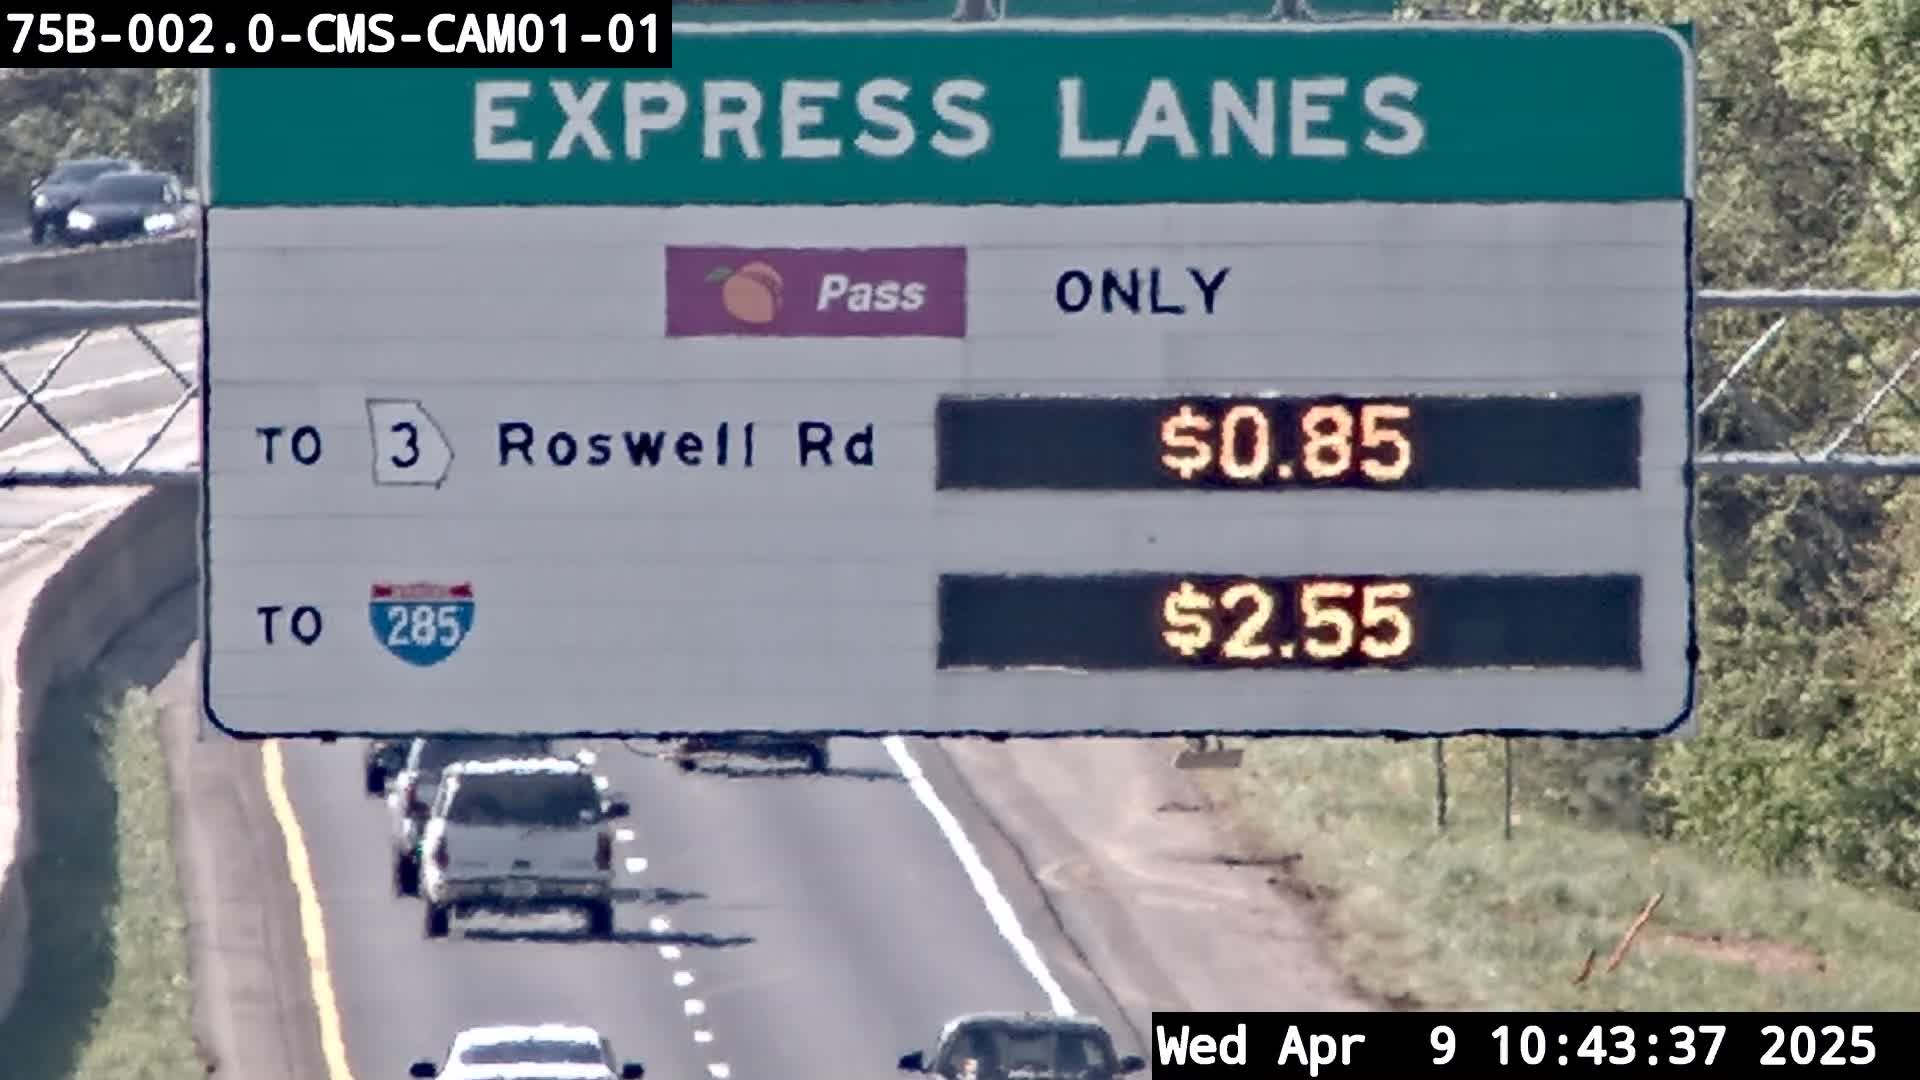 75B-002.0-CMS-CAM01-01
EXPRESS LANES
Pass ONLY
TO 3 Roswell Rd $0.85
TO 285 $2.55
Wed Apr 9 10:43:37 2025